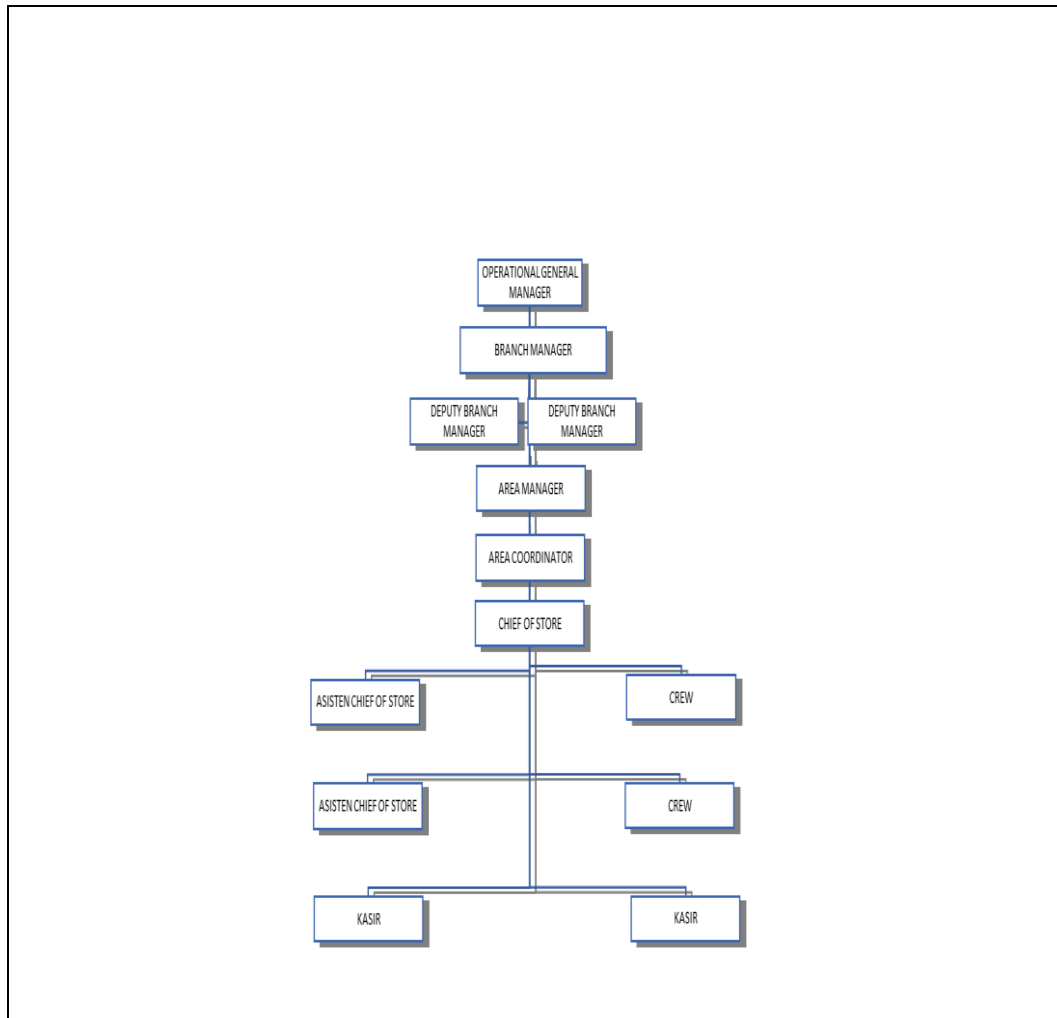 OPERATIONAL GENERAL
MANAGER
BRANCH MANAGER
DEPUTY BRANCH
MANAGER
DEPUTY BRANCH
MANAGER
AREA MANAGER
AREA COORDINATOR
CHIEF OF STORE
ASISTEN CHIEF OF STORE
CREW
ASISTEN CHIEF OF STORE
CREW
KASIR
KASIR